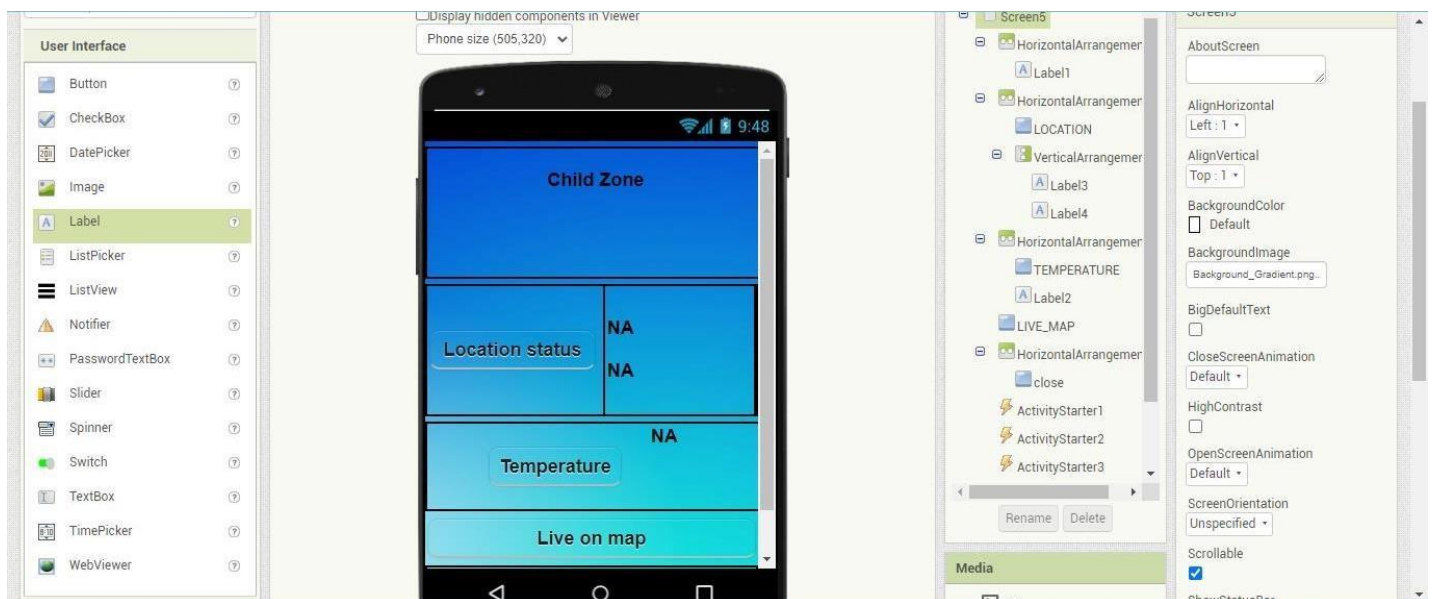 User Interface
Button
CheckBox
DatePicker
Image
Label
ListPicker
ListView
Notifier
PasswordTextBox
Slider
Spinner
Switch
TextBox
TimePicker
WebViewer
Display hidden components in Viewer
Phone size (505,320)
9:48
Child Zone
Location status
NA
NA
NA
Temperature
Live on map
Screen5
HorizontalArrangemer
Label1
HorizontalArrangemer
LOCATION
VerticalArrangemer
Label3
Label4
HorizontalArrangemer
TEMPERATURE
Label2
LIVE_MAP
HorizontalArrangemer
close
ActivityStarter1
ActivityStarter2
ActivityStarter3
Rename Delete
Media
Screen5
AboutScreen
AlignHorizontal
Left : 1
AlignVertical
Top : 1
BackgroundColor
Default
BackgroundImage
Background_Gradient.png...
BigDefaultText
CloseScreenAnimation
Default
HighContrast
OpenScreenAnimation
Default
ScreenOrientation
Unspecified
Scrollable
ShowStatusBar